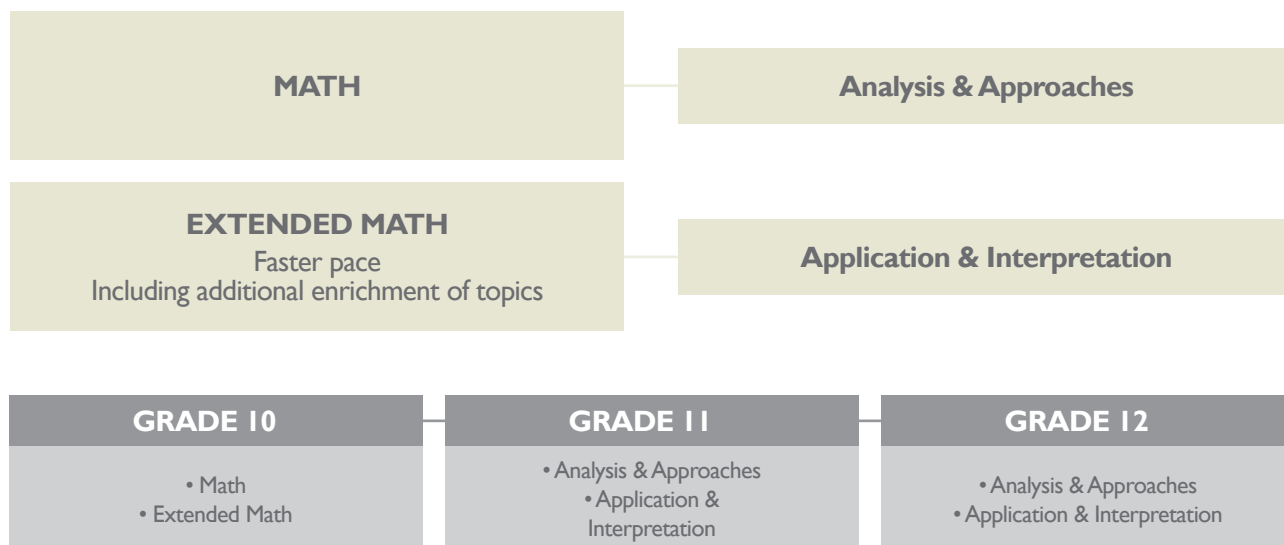 MATH
Analysis & Approaches
EXTENDED MATH
Faster pace
Including additional enrichment of topics
Application & Interpretation
GRADE 10
• Math
• Extended Math
GRADE 11
• Analysis & Approaches
• Application &
Interpretation
GRADE 12
• Analysis & Approaches
• Application & Interpretation